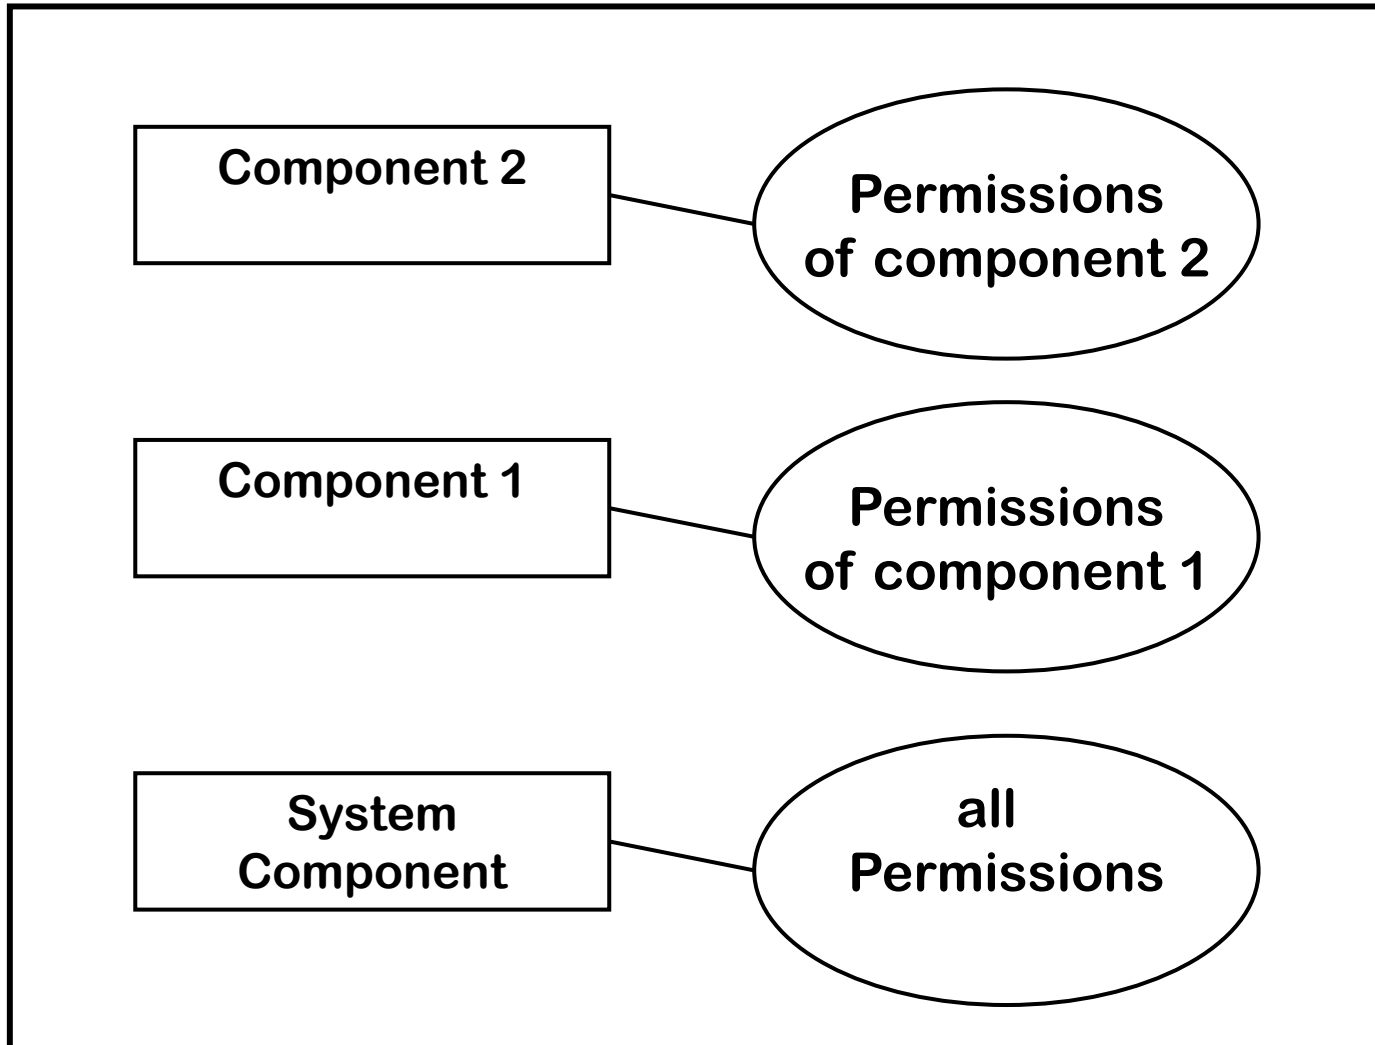 Component 2
Permissions
of component 2
Component 1
Permissions
of component 1
System
Component
all
Permissions